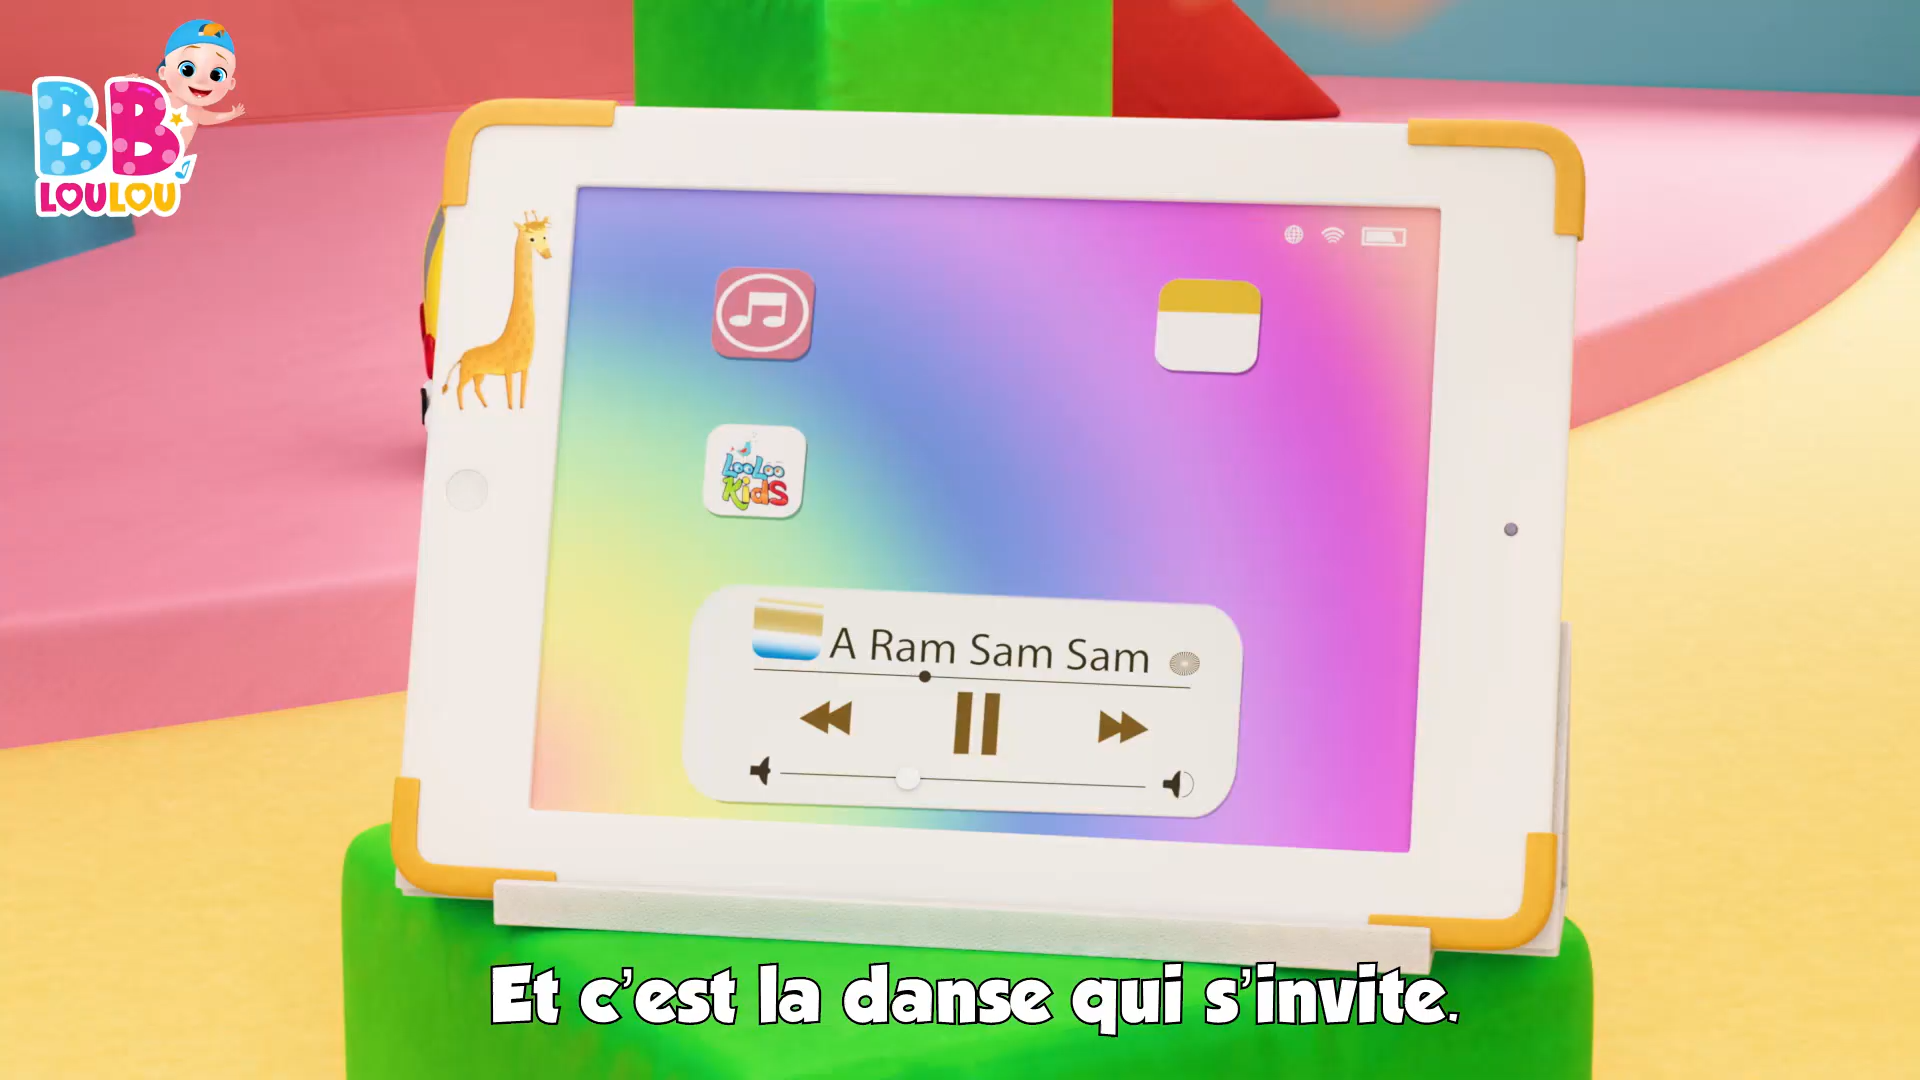 BB
LOULOU
LooLoo
Kids
A Ram Sam Sam
Et c'est la danse qui s'invite.